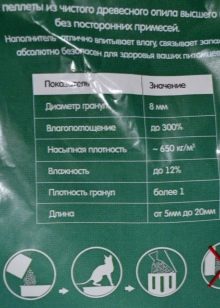 пеллеты из чистого древесного опила высшего
без посторонних примесей.
Наполнитель отлично впитывает влагу, связывает запах
абсолютно безопасен для здоровья ваших питомцев
Показатель Значение
Диаметр гранул 8 мм
Влагопоглощение до 300%
Насыпная плотность ~ 650 кг/м³
Влажность до 12%
Плотность гранул более 1
Длина от 5мм до 20мм